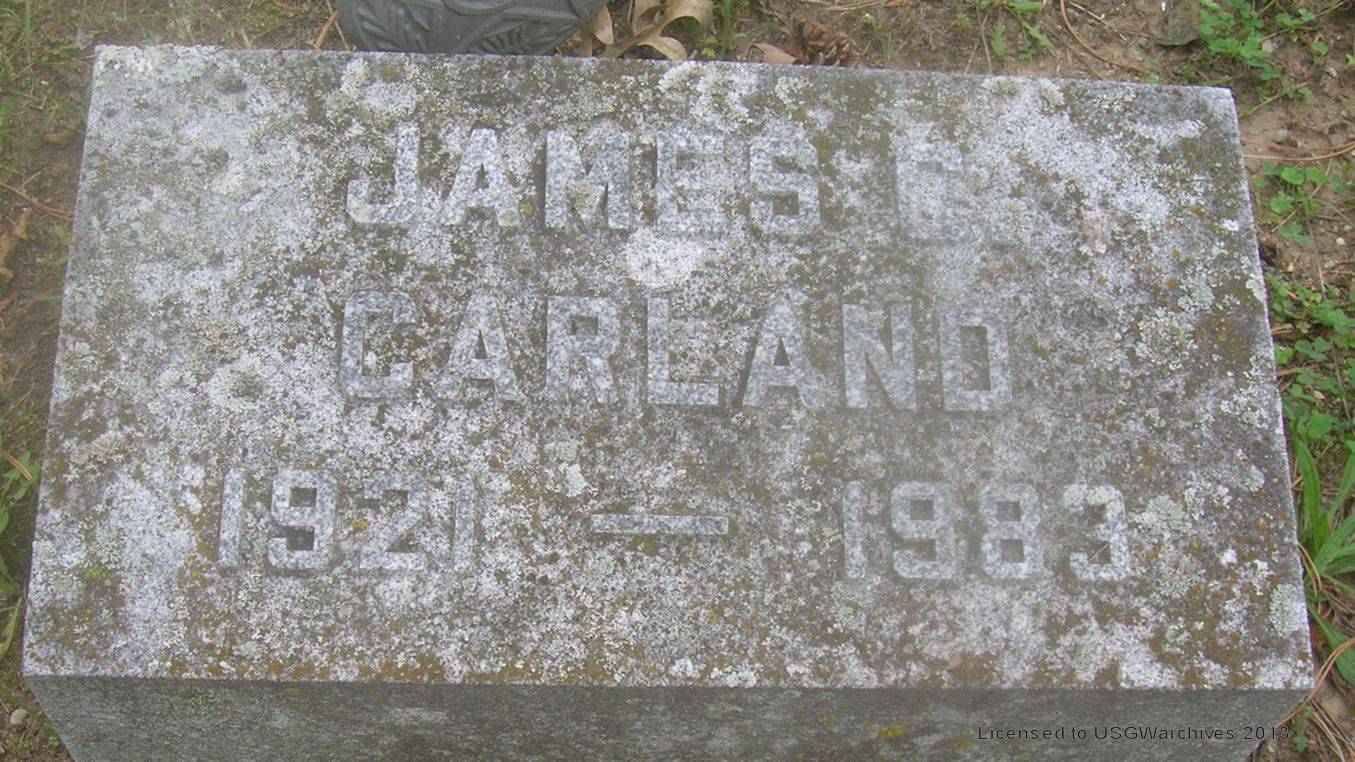 JAMES E.
CARLAND
1921 — 1983
Licensed to USGWarchives 2013